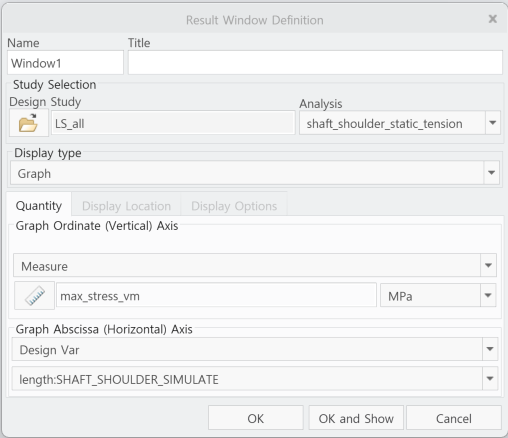 Result Window Definition
Name Title
Window1
Study Selection
Design Study Analysis
LS_all shaft_shoulder_static_tension
Display type
Graph
Quantity Display Location Display Options
Graph Ordinate (Vertical) Axis
Measure
max_stress_vm MPa
Graph Abscissa (Horizontal) Axis
Design Var
length:SHAFT_SHOULDER_SIMULATE
OK OK and Show Cancel